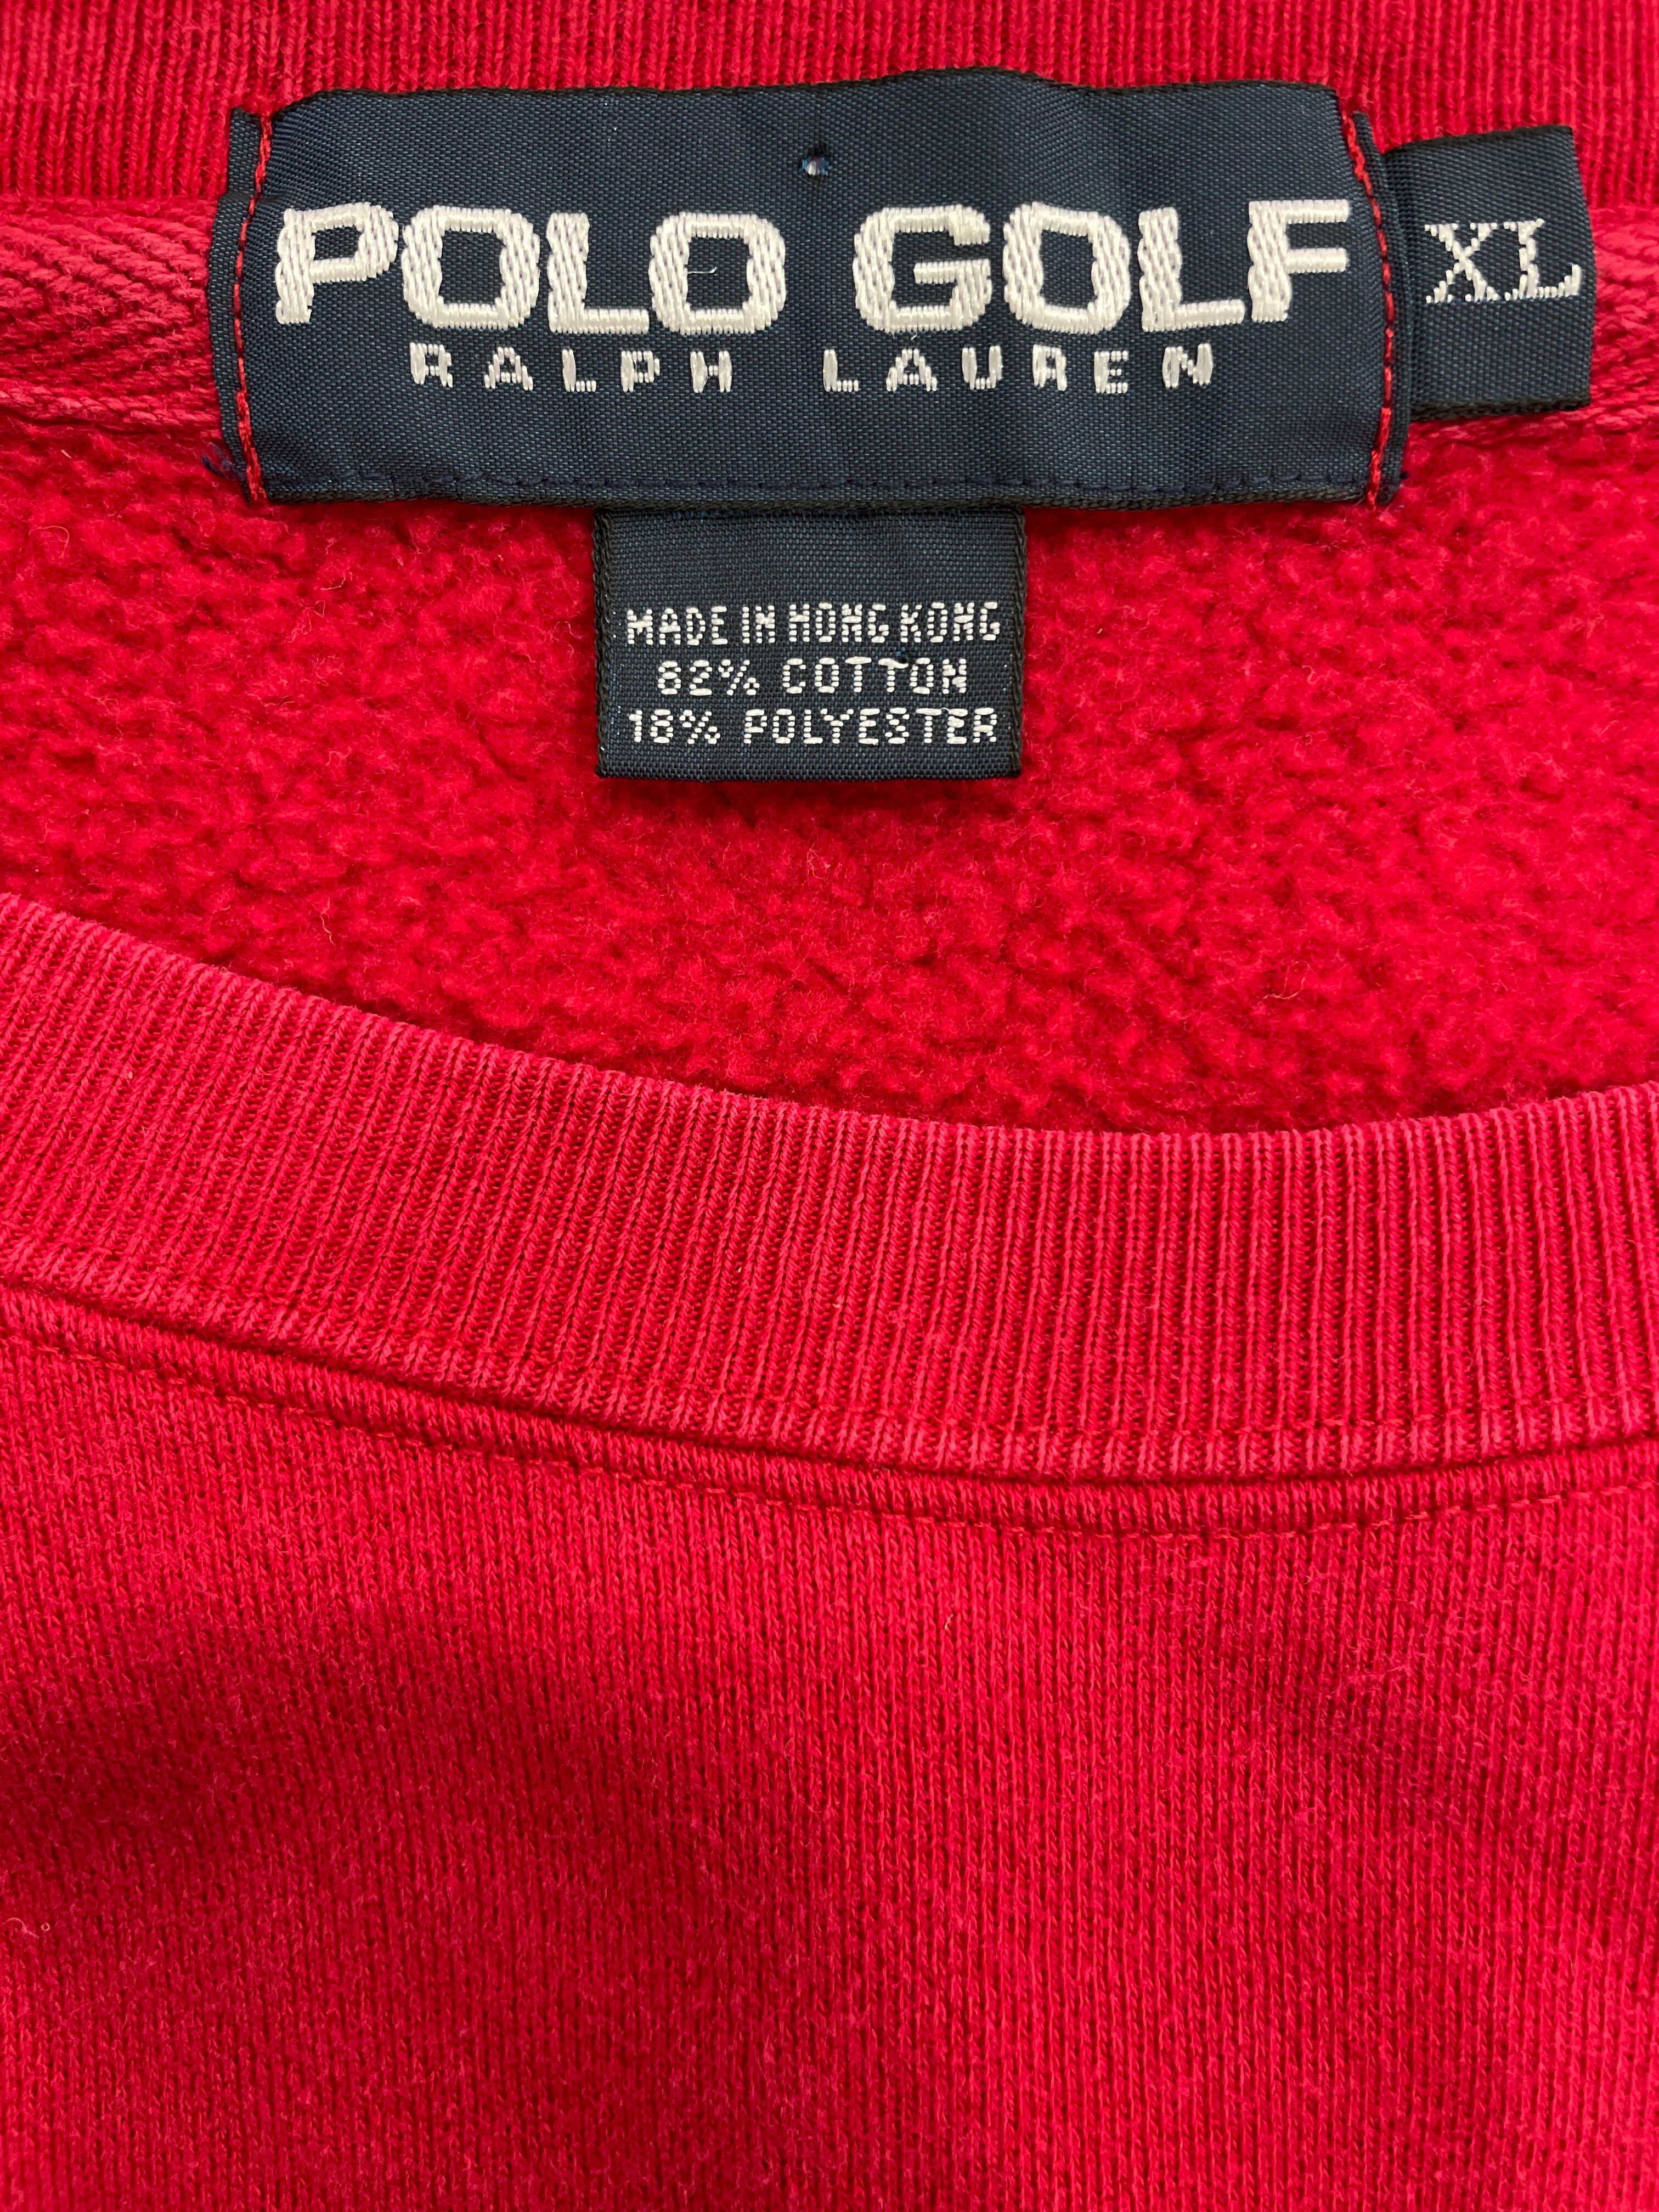 POLO GOLF
RALPH LAUREN
XL
MADE IN HONG KONG
82% COTTON
18% POLYESTER